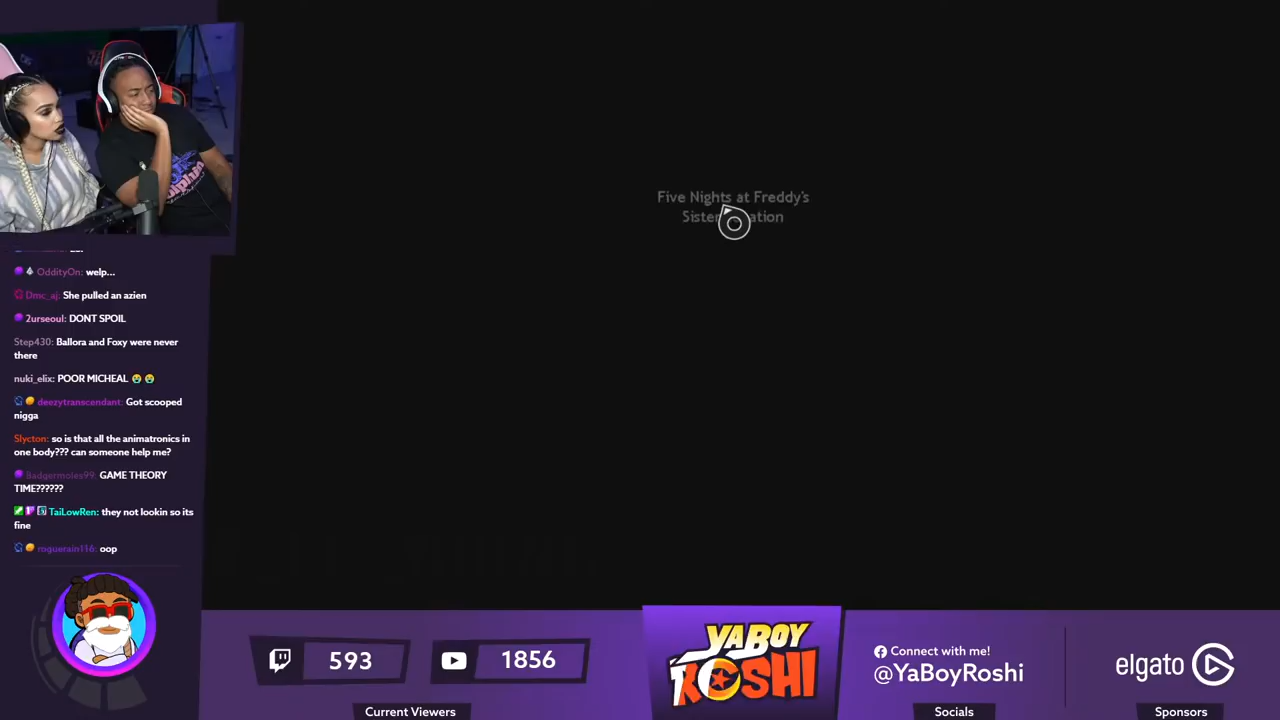 Five Nights at Freddy's
Sister ation
OddityOn: welp...
Dmc_aj: She pulled an azien
2urseoul: DONT SPOIL
Step430: Ballora and Foxy were never
there
nuki_elix: POOR MICHEAL 😭 😭
deezytranscendant: Got scooped
nigga
Slycton: so is that all the animatronics in
one body??? can someone help me?
Badgermoles99: GAME THEORY
TIME??????
TaiLowRen: they not lookin so its
fine
roguerain116: oop
593
1856
Current Viewers
YABOY
ROSHI
Connect with me!
@YaBoyRoshi
Socials
elgato
Sponsors